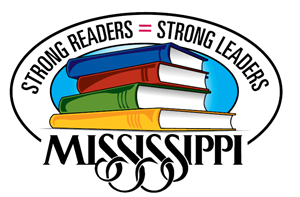 STRONG READERS = STRONG LEADERS
MISSISSIPPI